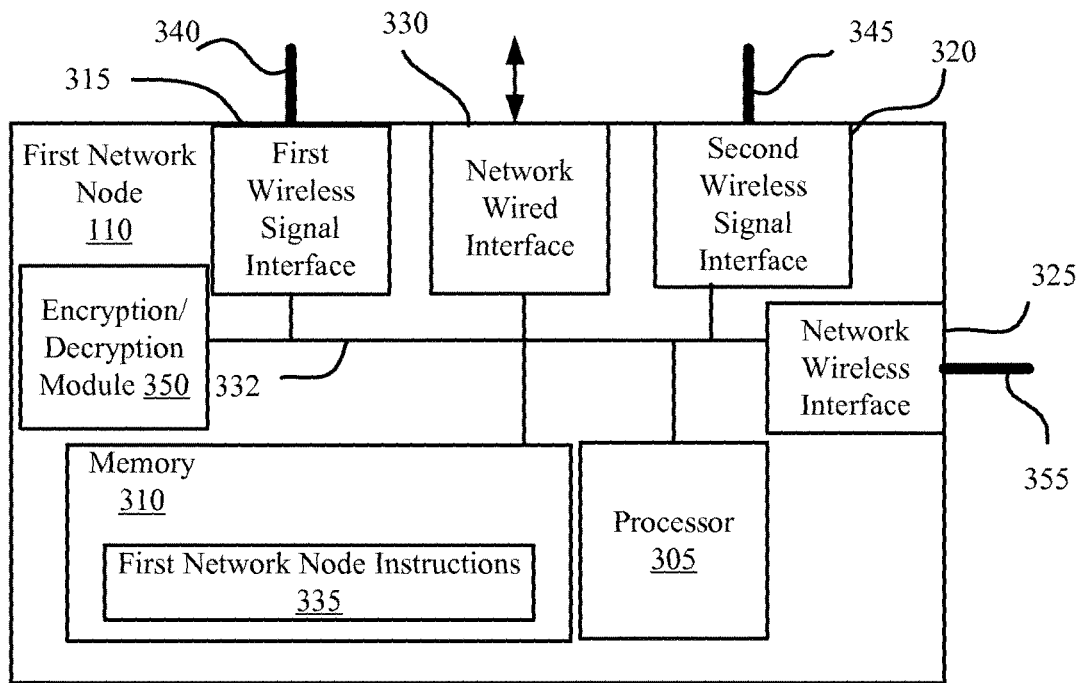 340
330
345
320
315
First Network
Node
110
First
Wireless
Signal
Interface
Network
Wired
Interface
Second
Wireless
Signal
Interface
325
Encryption/
Decryption
Module 350
332
Network
Wireless
Interface
355
Memory
310
First Network Node Instructions
335
Processor
305